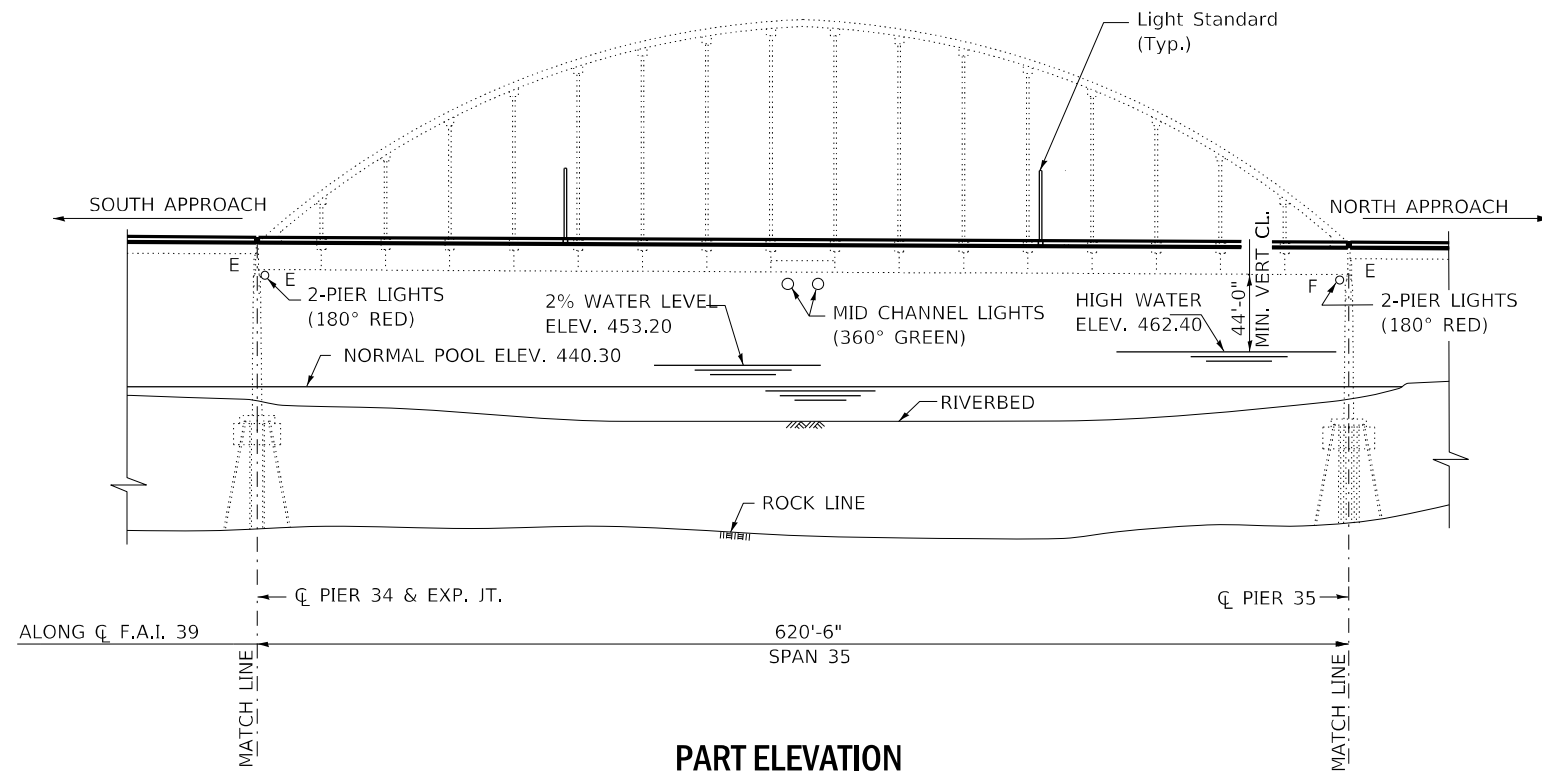 Light Standard
(Typ.)
SOUTH APPROACH
NORTH APPROACH
E
E
2-PIER LIGHTS
(180° RED)
2% WATER LEVEL
ELEV. 453.20
MID CHANNEL LIGHTS
(360° GREEN)
HIGH WATER
ELEV. 462.40
44'-0"
MIN. VERT. CL.
F
E
2-PIER LIGHTS
(180° RED)
NORMAL POOL ELEV. 440.30
RIVERBED
ROCK LINE
℄ PIER 34 & EXP. JT.
℄ PIER 35
ALONG ℄ F.A.I. 39
620'-6"
SPAN 35
MATCH LINE
MATCH LINE
PART ELEVATION